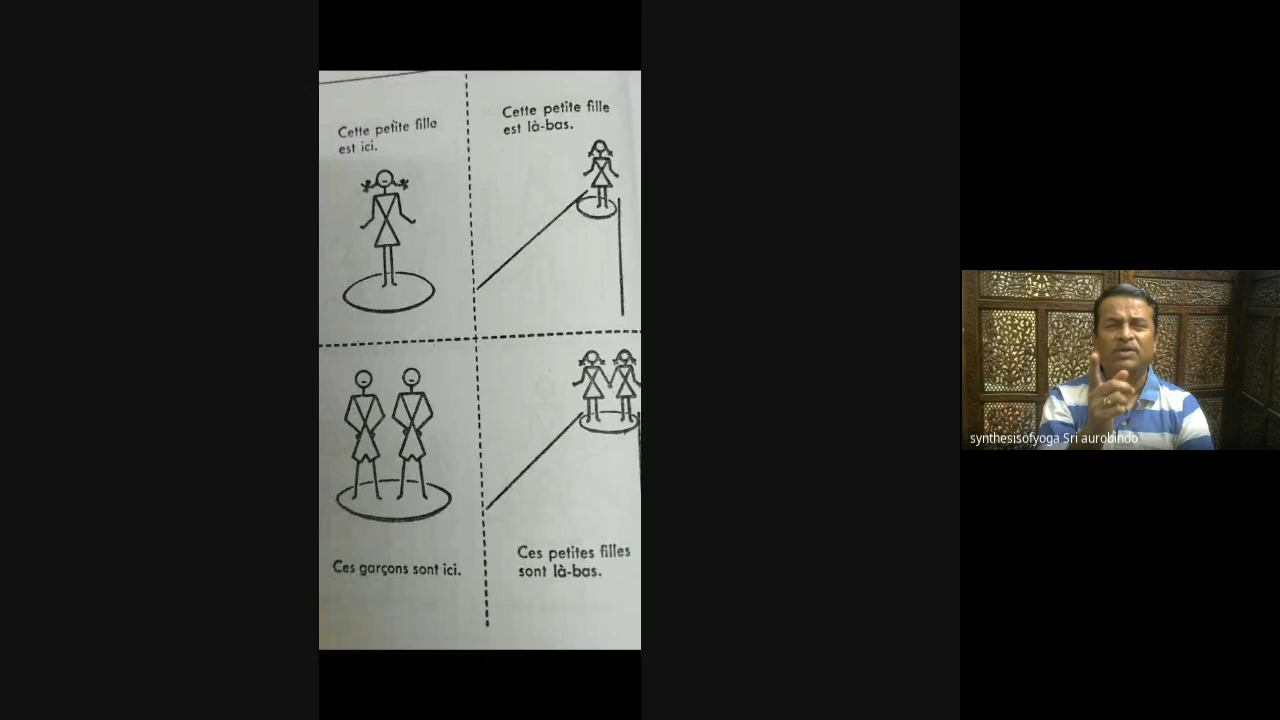 Cette petite fille
est ici.
Cette petite fille
est là-bas.
Ces garçons sont ici.
Ces petites filles
sont là-bas.
synthesisofyoga Sri aurobindo